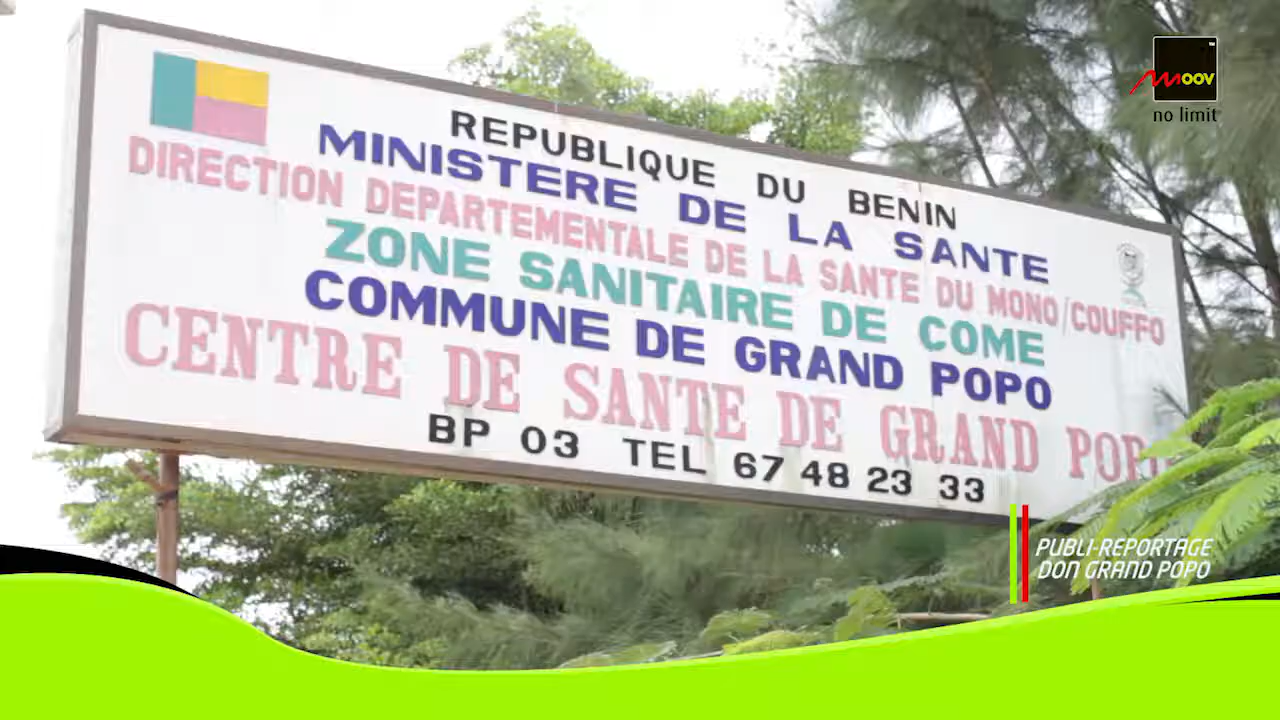 REPUBLIQUE DU BENIN
MINISTERE DE LA SANTE
DIRECTION DEPARTEMENTALE DE LA SANTE DU MONO/COUFFO
ZONE SANITAIRE DE COME
COMMUNE DE GRAND POPO
CENTRE DE SANTE DE GRAND POPO
BP 03 TEL 67 48 23 33
MOOV
TM
no limit
PUBLI-REPORTAGE
DON GRAND POPO